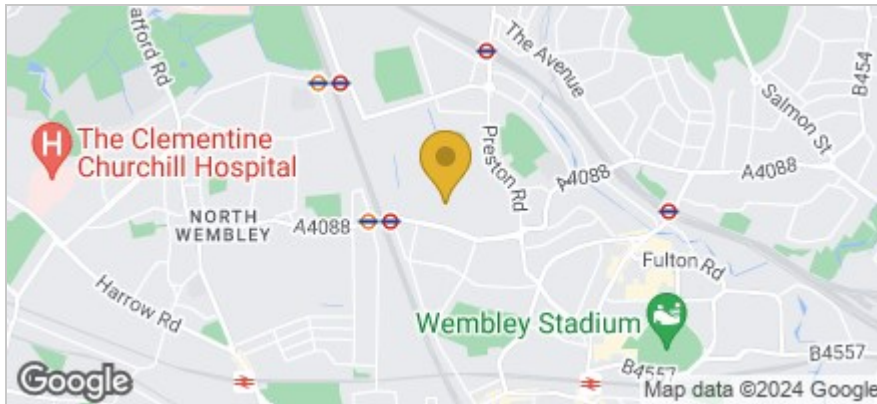 atford Rd
The Avenue
B454
Salmon St
The Clementine
Churchill Hospital
Preston Rd
A4088
A4088
NORTH
WEMBLEY
A4088
Fulton Rd
Harrow Rd
Wembley Stadium
B4557
B4557
Google
Map data ©2024 Google